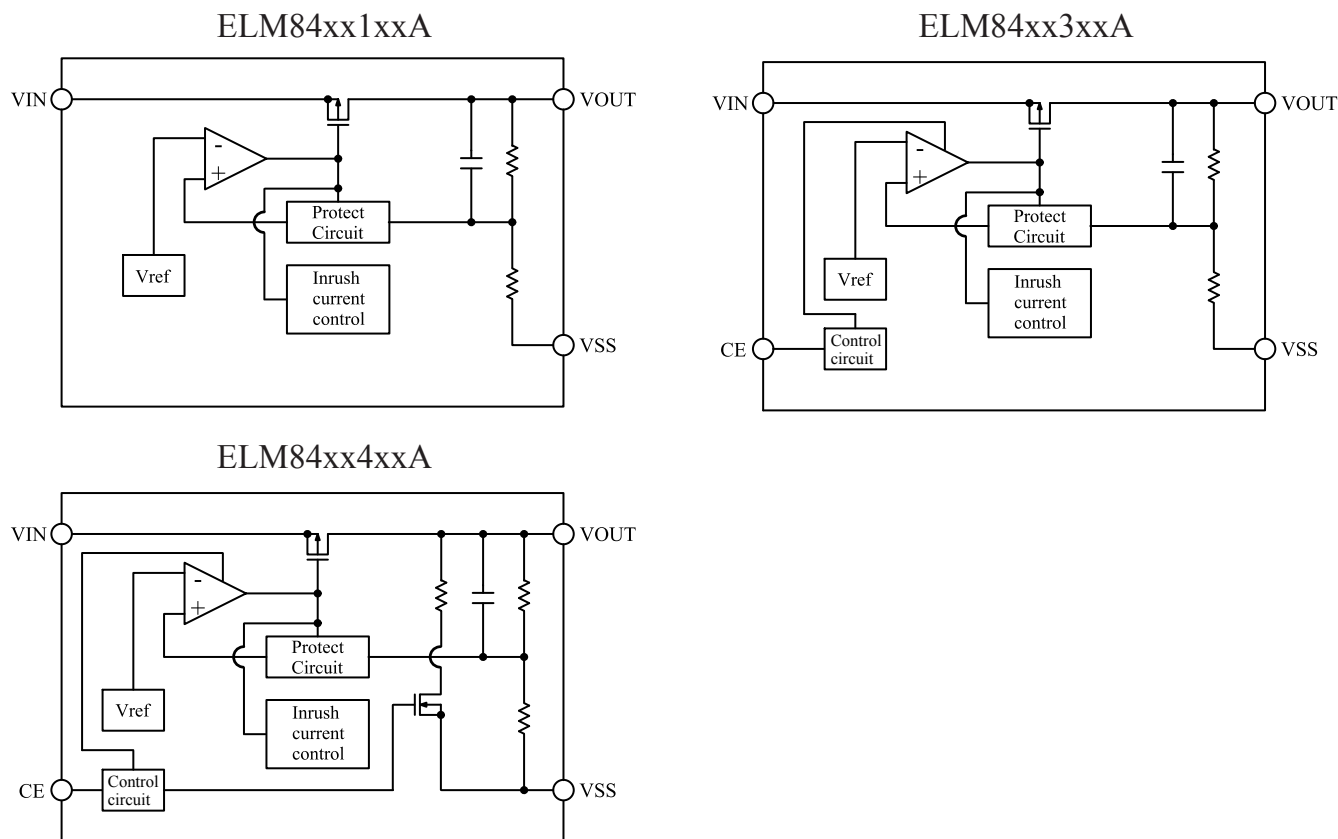 ELM84xx1xxA
VIN
VOUT
-
+
Protect
Circuit
Vref
Inrush
current
control
VSS
ELM84xx3xxA
VIN
VOUT
-
+
Protect
Circuit
Vref
Inrush
current
control
CE
Control
circuit
VSS
ELM84xx4xxA
VIN
VOUT
-
+
Protect
Circuit
Vref
Inrush
current
control
CE
Control
circuit
VSS